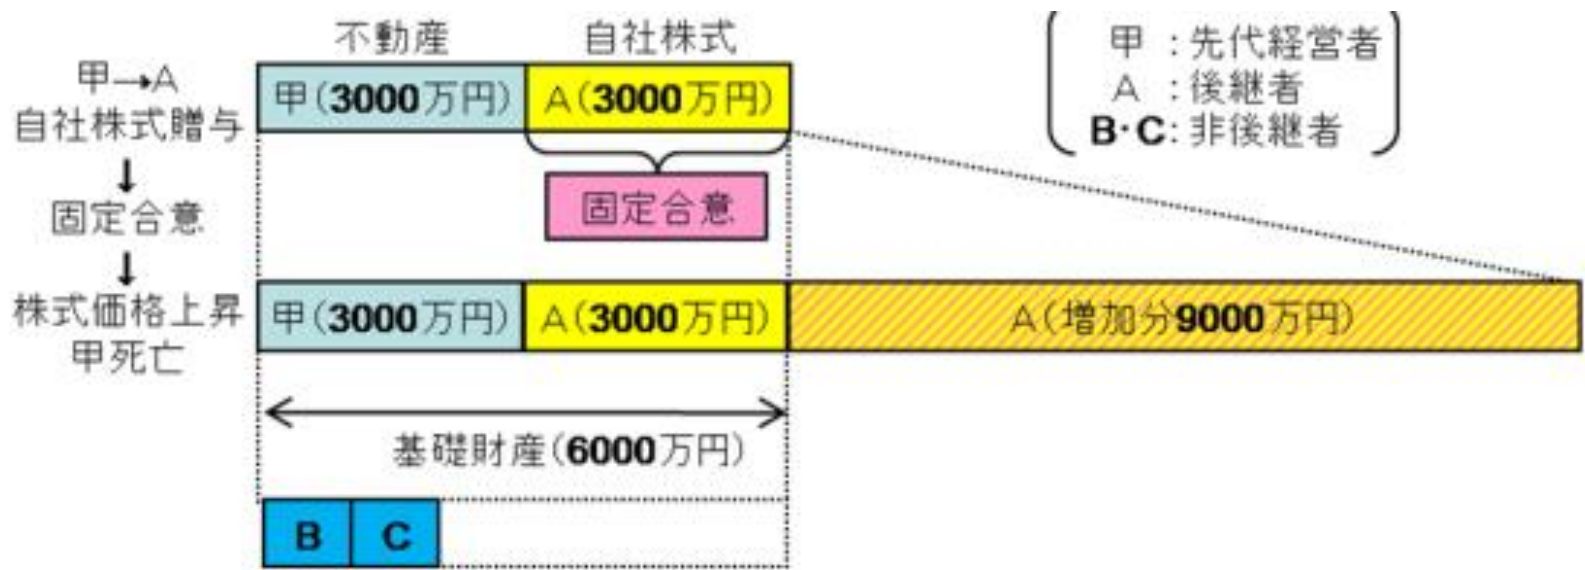 不動産
自社株式
甲→A
自社株式贈与
↓
固定合意
↓
株式価格上昇
甲死亡
甲(3000万円)
A(3000万円)
固定合意
甲:先代経営者
A:後継者
B・C:非後継者
甲(3000万円)
A(3000万円)
A(増加分9000万円)
基礎財産(6000万円)
B
C